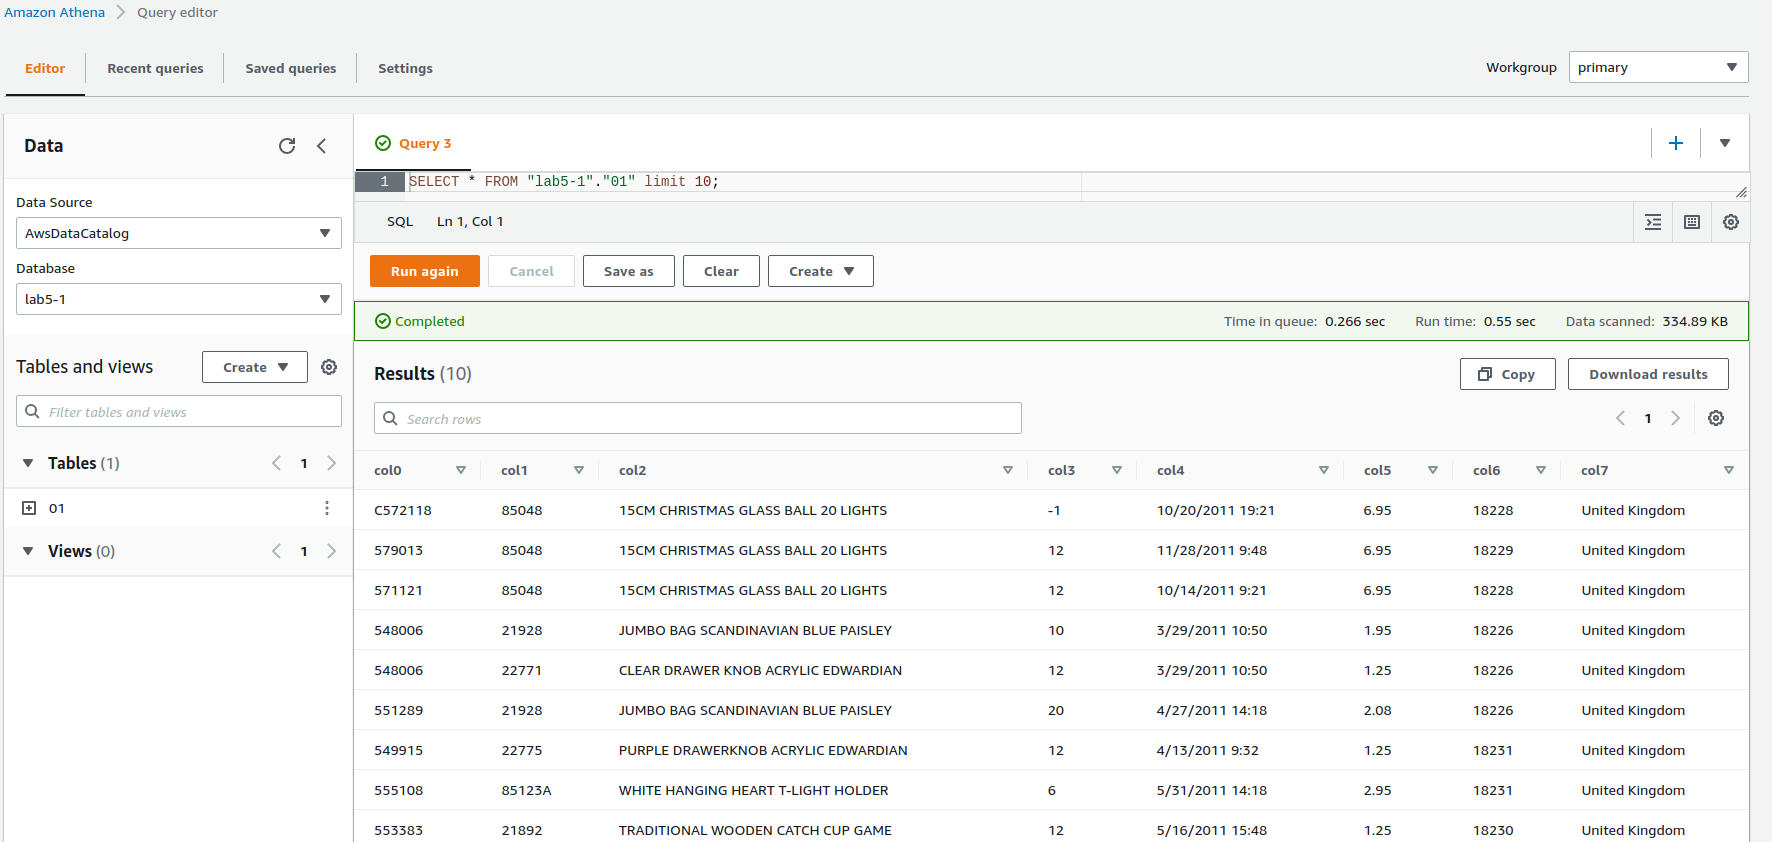 Amazon Athena > Query editor
Editor Recent queries Saved queries Settings Workgroup primary
Data
Data Source
AwsDataCatalog
Database
lab5-1
Tables and views Create
Filter tables and views
Tables (1) 1
01
Views (0) 1
Query 3
1 SELECT * FROM "lab5-1"."01" limit 10;
SQL Ln 1, Col 1
Run again Cancel Save as Clear Create
Completed Time in queue: 0.266 sec Run time: 0.55 sec Data scanned: 334.89 KB
Results (10) Copy Download results
Search rows 1
col0 col1 col2 col3 col4 col5 col6 col7
C572118 85048 15CM CHRISTMAS GLASS BALL 20 LIGHTS -1 10/20/2011 19:21 6.95 18228 United Kingdom
579013 85048 15CM CHRISTMAS GLASS BALL 20 LIGHTS 12 11/28/2011 9:48 6.95 18229 United Kingdom
571121 85048 15CM CHRISTMAS GLASS BALL 20 LIGHTS 12 10/14/2011 9:21 6.95 18228 United Kingdom
548006 21928 JUMBO BAG SCANDINAVIAN BLUE PAISLEY 10 3/29/2011 10:50 1.95 18226 United Kingdom
548006 22771 CLEAR DRAWER KNOB ACRYLIC EDWARDIAN 12 3/29/2011 10:50 1.25 18226 United Kingdom
551289 21928 JUMBO BAG SCANDINAVIAN BLUE PAISLEY 20 4/27/2011 14:18 2.08 18226 United Kingdom
549915 22775 PURPLE DRAWERKNOB ACRYLIC EDWARDIAN 12 4/13/2011 9:32 1.25 18231 United Kingdom
555108 85123A WHITE HANGING HEART T-LIGHT HOLDER 6 5/31/2011 14:18 2.95 18231 United Kingdom
553383 21892 TRADITIONAL WOODEN CATCH CUP GAME 12 5/16/2011 15:48 1.25 18230 United Kingdom